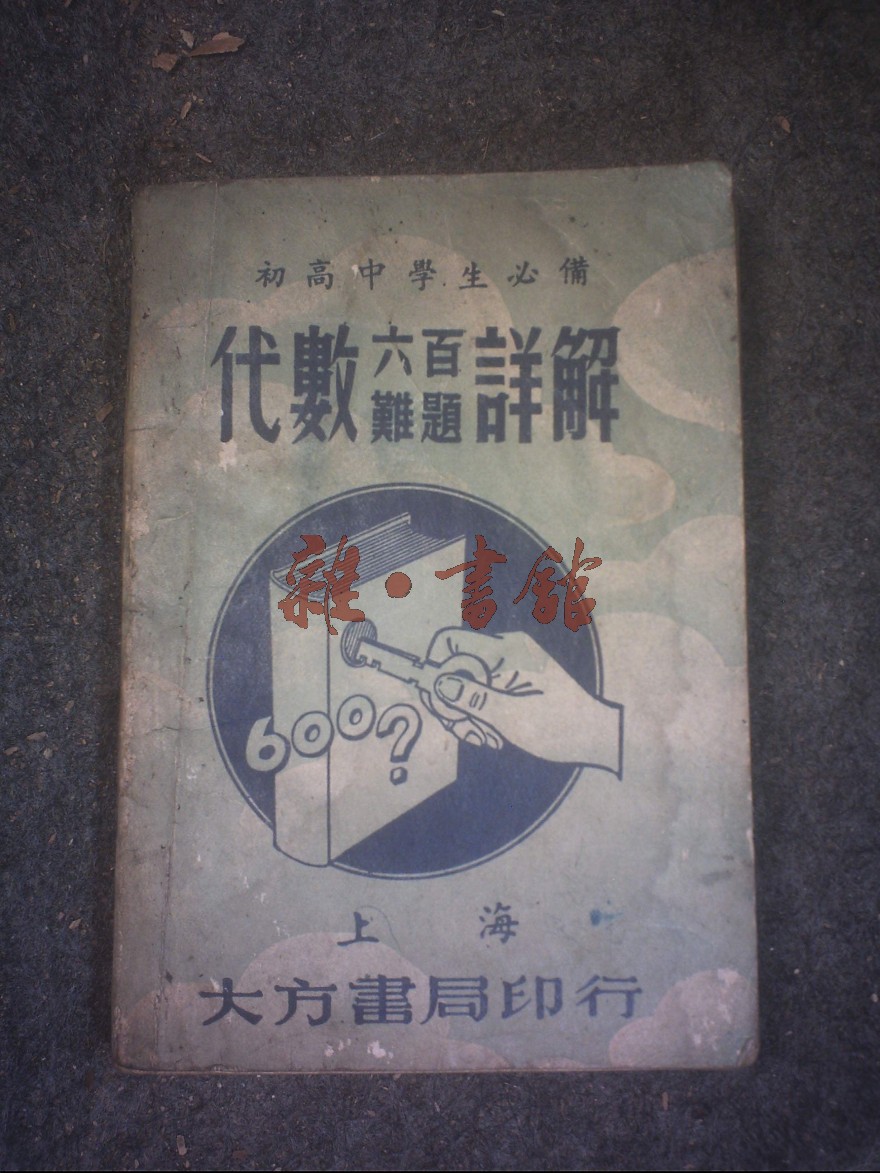 初高中學生必備
代數六百難題詳解
雜·書館
600?
上海
大方書局印行